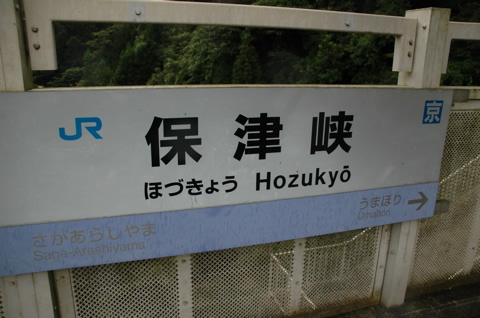 JR 保津峡 京
ほづきょう Hozukyō
さがあらしやま うまほり →
Saga-Arashiyama Umahori